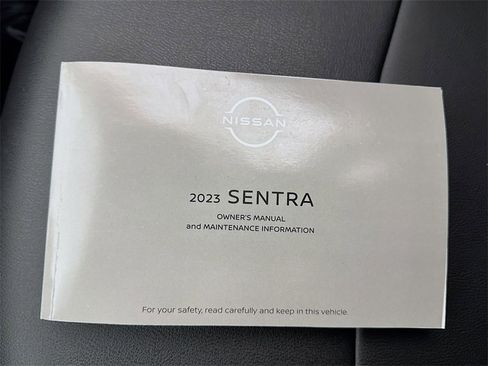 NISSAN
2023 SENTRA
OWNER'S MANUAL
and MAINTENANCE INFORMATION
For your safety, read carefully and keep in this vehicle.